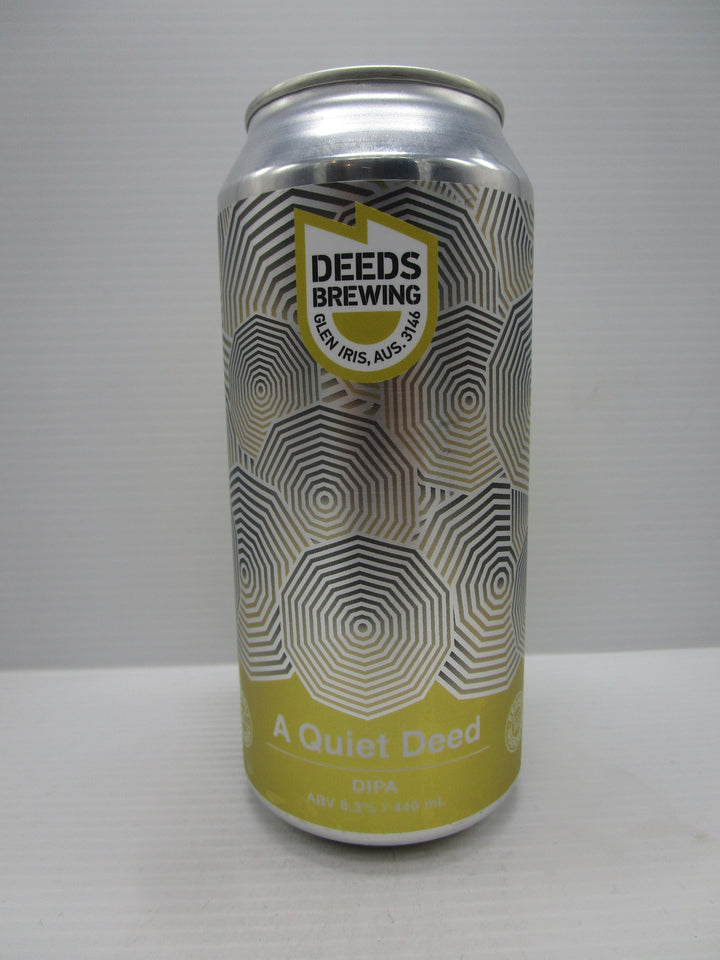 DEEDS
BREWING
GLEN IRIS, AUS. 3146
A Quiet Deed
DIPA
ABV 8.3% / 440 mL